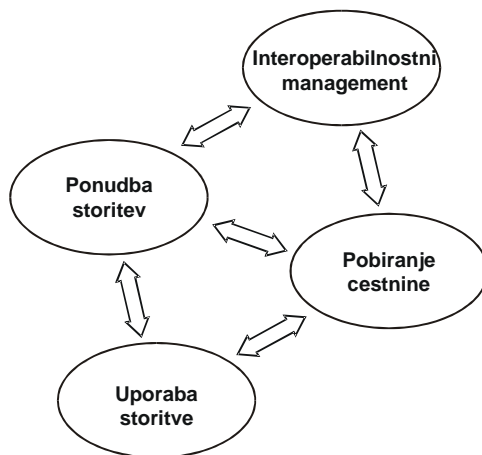 Interoperabilnostni
management
Ponudba
storitev
Pobiranje
cestnine
Uporaba
storitve